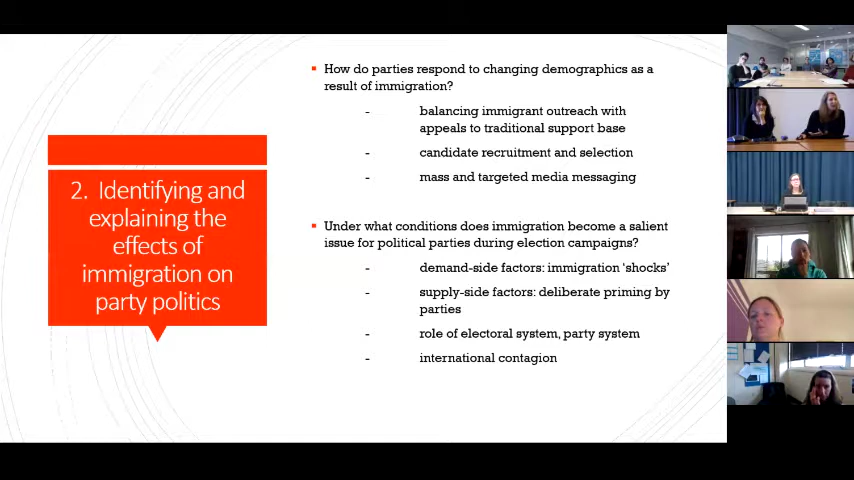 2. Identifying and
explaining the
effects of
immigration on
party politics
How do parties respond to changing demographics as a
result of immigration?
- balancing immigrant outreach with
appeals to traditional support base
- candidate recruitment and selection
- mass and targeted media messaging
Under what conditions does immigration become a salient
issue for political parties during election campaigns?
- demand-side factors: immigration ‘shocks’
- supply-side factors: deliberate priming by
parties
- role of electoral system, party system
- international contagion